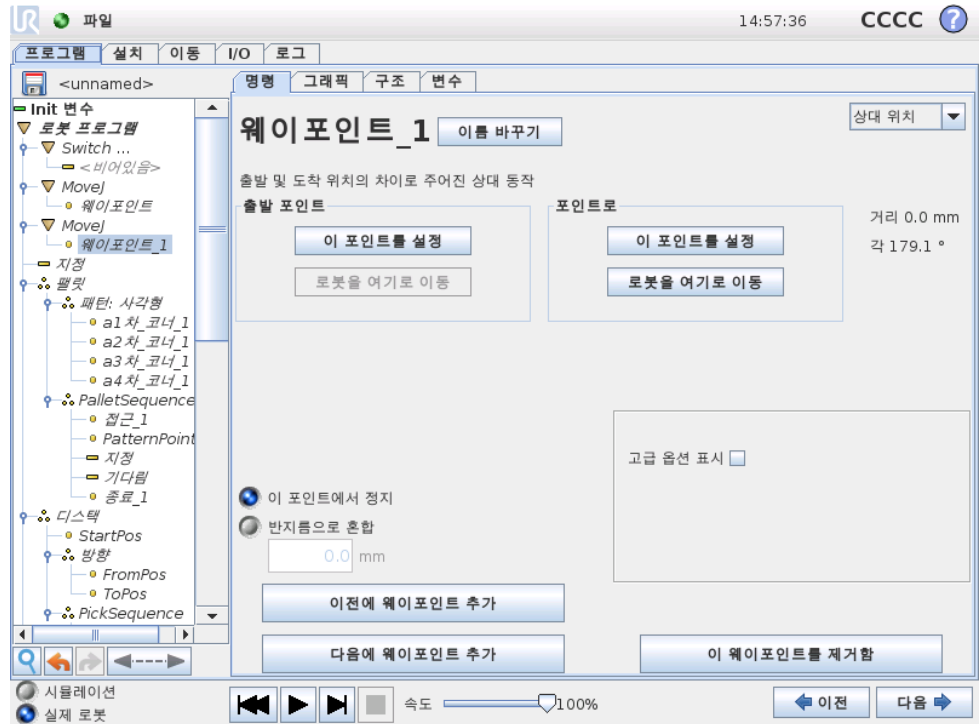 UR 파일 14:57:36 CCCC ?
프로그램 설치 이동 I/O 로그
<unnamed>
명령 그래픽 구조 변수
Init 변수
로봇 프로그램
Switch ...
<비어있음>
MoveJ
웨이포인트
MoveJ
웨이포인트_1
지정
팰릿
패턴: 사각형
a1차_코너_1
a2차_코너_1
a3차_코너_1
a4차_코너_1
PalletSequence
접근_1
PatternPoint
지정
기다림
종료_1
디스택
StartPos
방향
FromPos
ToPos
PickSequence
웨이포인트_1 이름 바꾸기 상대 위치
출발 및 도착 위치의 차이로 주어진 상대 동작
출발 포인트
이 포인트를 설정
로봇을 여기로 이동
포인트로
이 포인트를 설정
로봇을 여기로 이동
거리 0.0 mm
각 179.1 °
고급 옵션 표시
이 포인트에서 정지
반지름으로 혼합
0.0 mm
이전에 웨이포인트 추가
다음에 웨이포인트 추가 이 웨이포인트를 제거함
시뮬레이션
실제 로봇
속도 100% 이전 다음